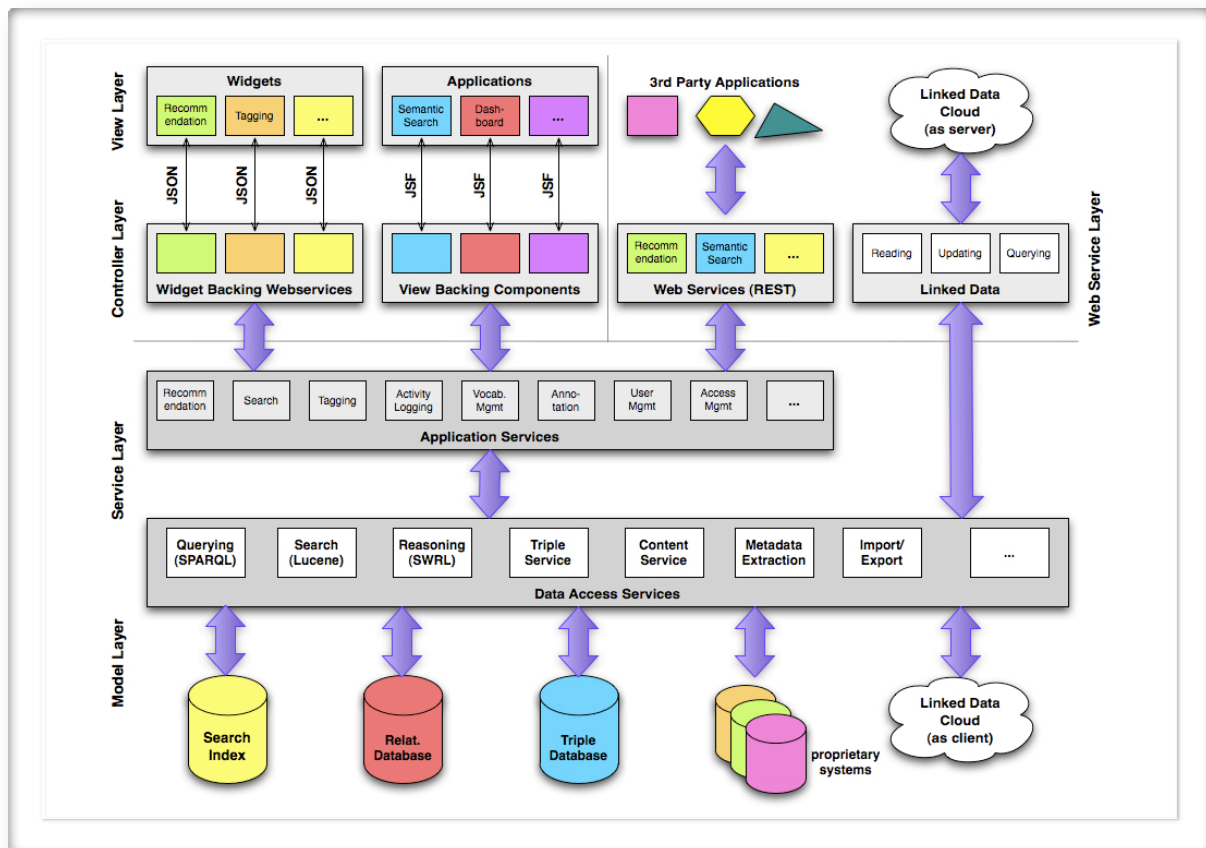 View Layer
Widgets
Recomm
endation
Tagging
...
Applications
Semantic
Search
Dash-
board
...
3rd Party Applications
Linked Data
Cloud
(as server)
JSON
JSON
JSON
JSF
JSF
JSF
Controller Layer
Widget Backing Webservices
View Backing Components
Recomm
endation
Semantic
Search
...
Web Services (REST)
Reading
Updating
Querying
Linked Data
Web Service Layer
Service Layer
Recomm
endation
Search
Tagging
Activity
Logging
Vocab.
Mgmt
Anno-
tation
User
Mgmt
Access
Mgmt
...
Application Services
Querying
(SPARQL)
Search
(Lucene)
Reasoning
(SWRL)
Triple
Service
Content
Service
Metadata
Extraction
Import/
Export
...
Data Access Services
Model Layer
Search
Index
Relat.
Database
Triple
Database
proprietary
systems
Linked Data
Cloud
(as client)